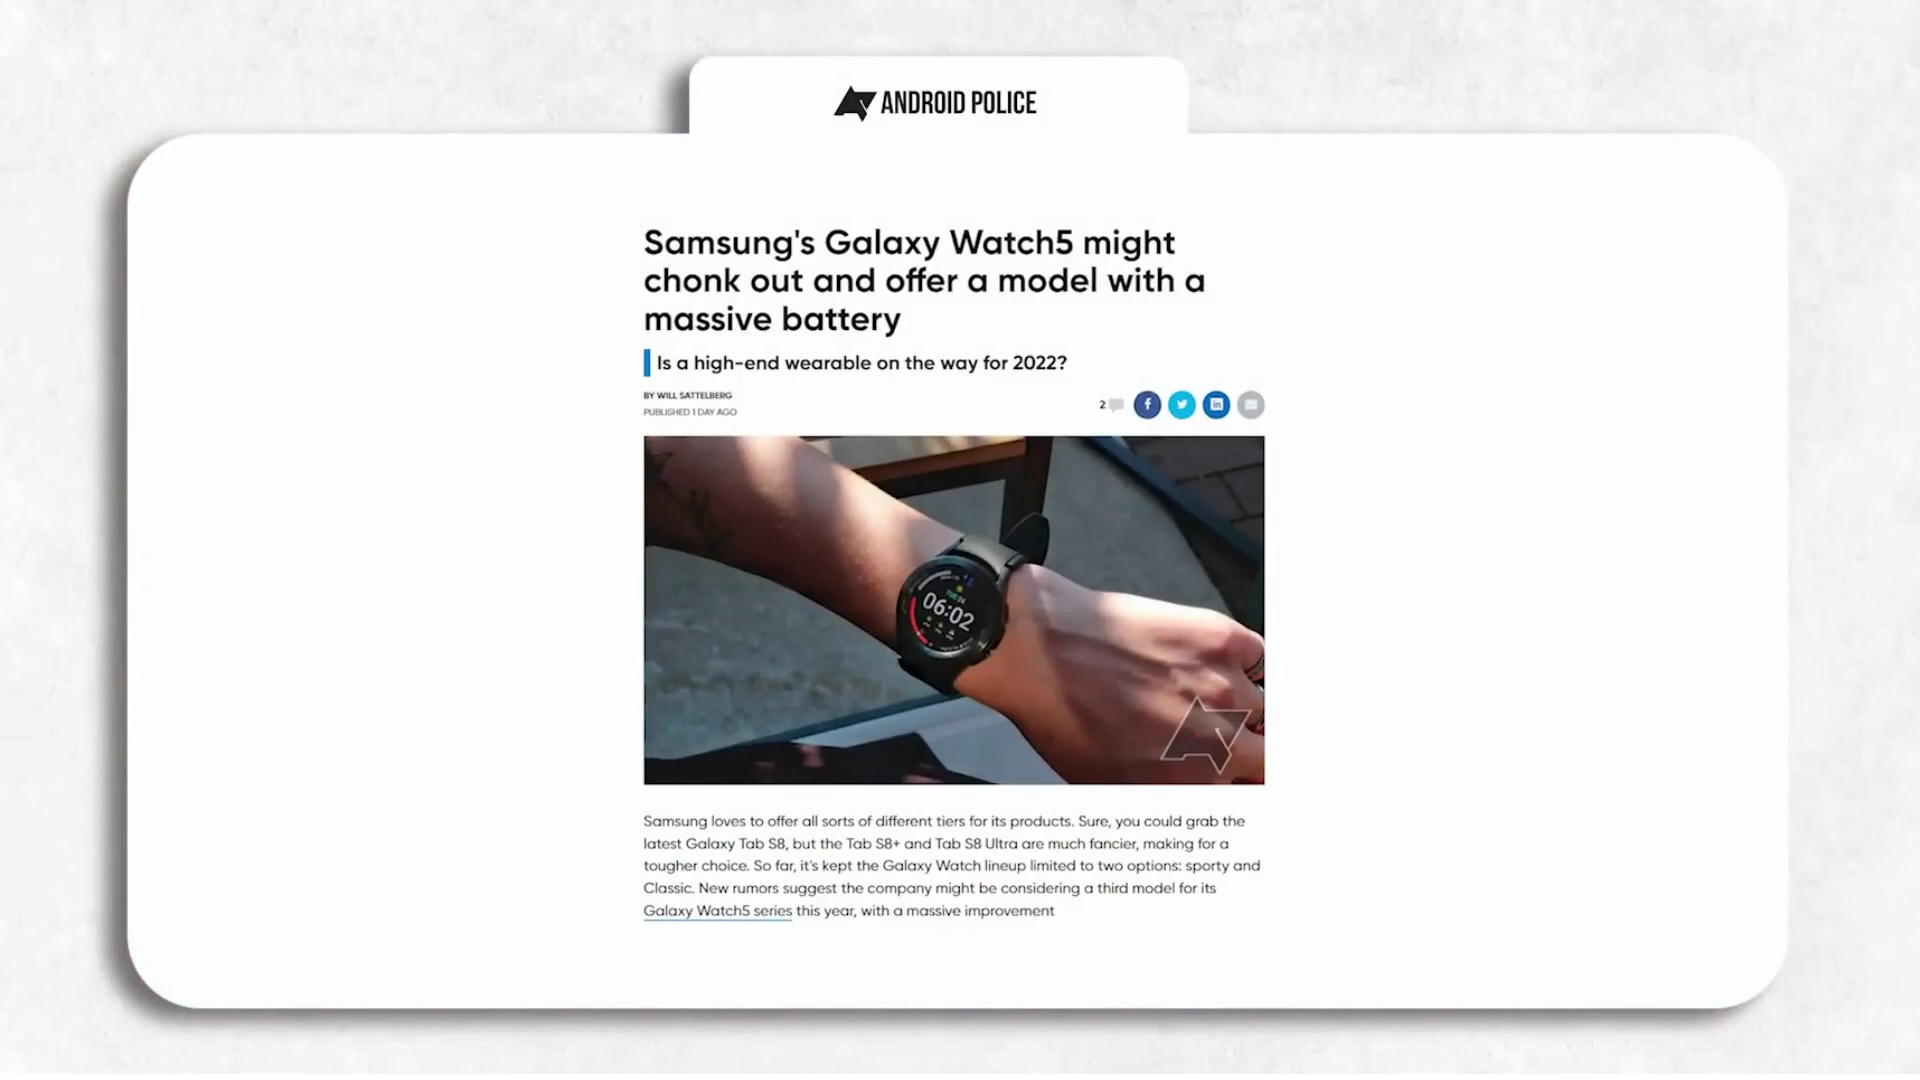 ANDROID POLICE
Samsung's Galaxy Watch5 might
chonk out and offer a model with a
massive battery
Is a high-end wearable on the way for 2022?
BY WILL SATTELBERG
PUBLISHED 1 DAY AGO
2
06:02
Samsung loves to offer all sorts of different tiers for its products. Sure, you could grab the
latest Galaxy Tab S8, but the Tab S8+ and Tab S8 Ultra are much fancier, making for a
tougher choice. So far, it's kept the Galaxy Watch lineup limited to two options: sporty and
Classic. New rumors suggest the company might be considering a third model for its
Galaxy Watch5 series this year, with a massive improvement